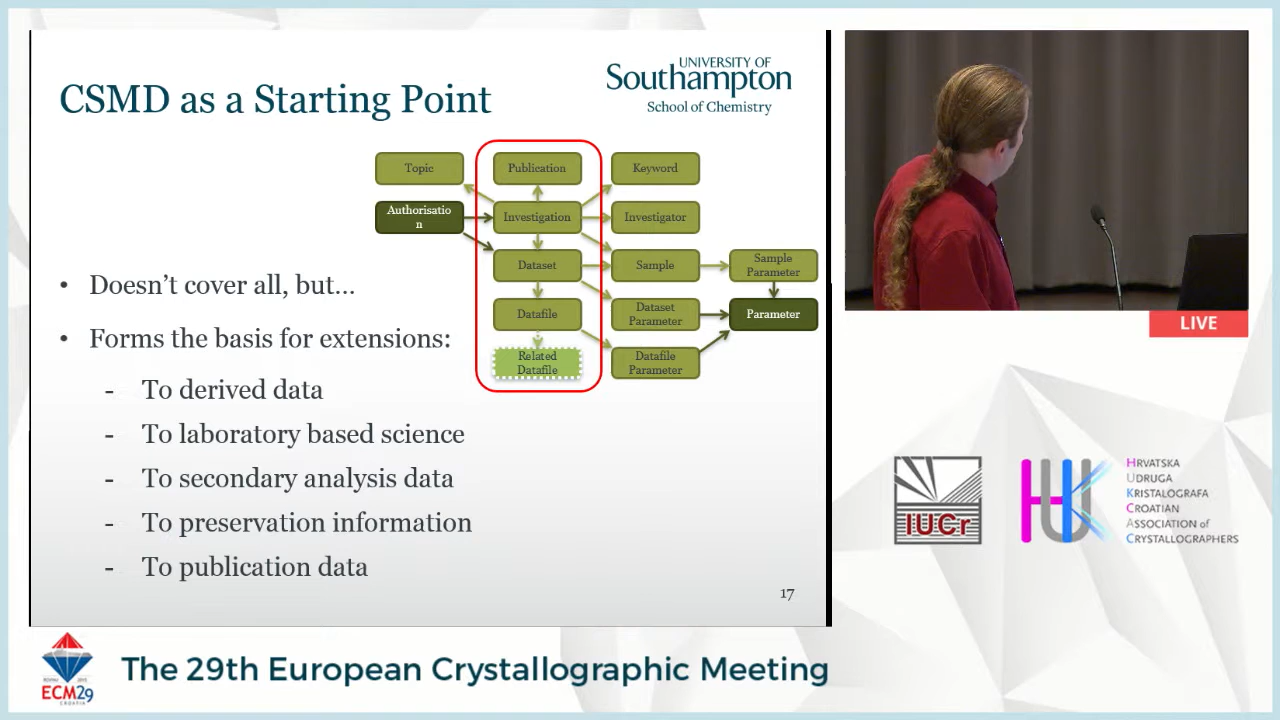 CSMD as a Starting Point
UNIVERSITY OF
Southampton
School of Chemistry
Topic
Publication
Keyword
Authorisatio
n
Investigation
Investigator
Dataset
Sample
Sample
Parameter
Datafile
Dataset
Parameter
Parameter
Related
Datafile
Datafile
Parameter
• Doesn't cover all, but...
• Forms the basis for extensions:
- To derived data
- To laboratory based science
- To secondary analysis data
- To preservation information
- To publication data
17
LIVE
IUCr
HUK
HRVATSKA
UDRUGA
KRISTALOGRAFA
CROATIAN
ASSOCIATION of
CRYSTALLOGRAPHERS
ECM29
CROATIA
The 29th European Crystallographic Meeting